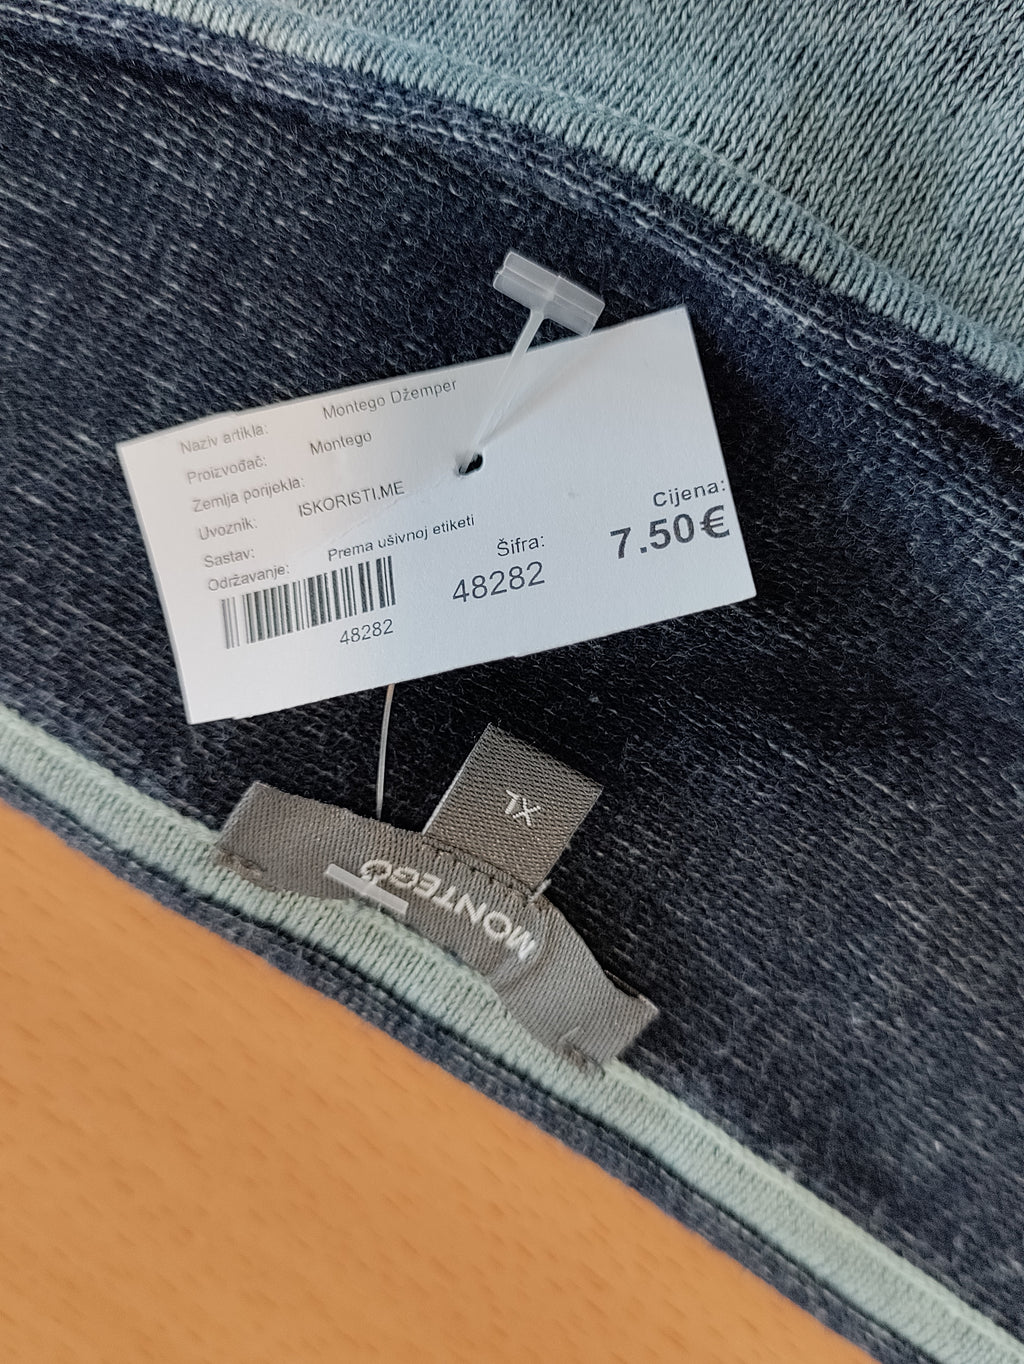 Naziv artikla: Montego Džemper
Proizvođač: Montego
Zemlja porijekla:
Uvoznik: ISKORISTI.ME
Sastav: Prema ušivnoj etiketi
Održavanje:
48282
Šifra:
48282
Cijena:
7.50€
XL
MONTEGO